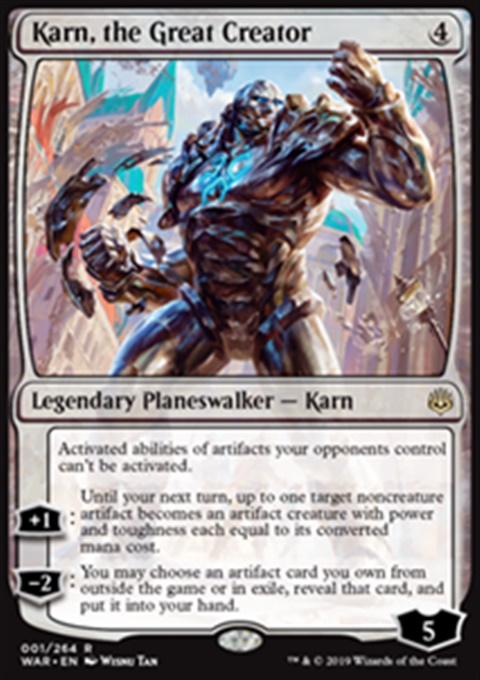 Karn, the Great Creator 4
Legendary Planeswalker — Karn
Activated abilities of artifacts your opponents control
can't be activated.
Until your next turn, up to one target noncreature
+1 : artifact becomes an artifact creature with power
and toughness each equal to its converted
mana cost.
-2 : You may choose an artifact card you own from
outside the game or in exile, reveal that card, and
put it into your hand.
5
001/264 R
WAR • EN Wisnu Tan
™ & © 2019 Wizards of the Coast